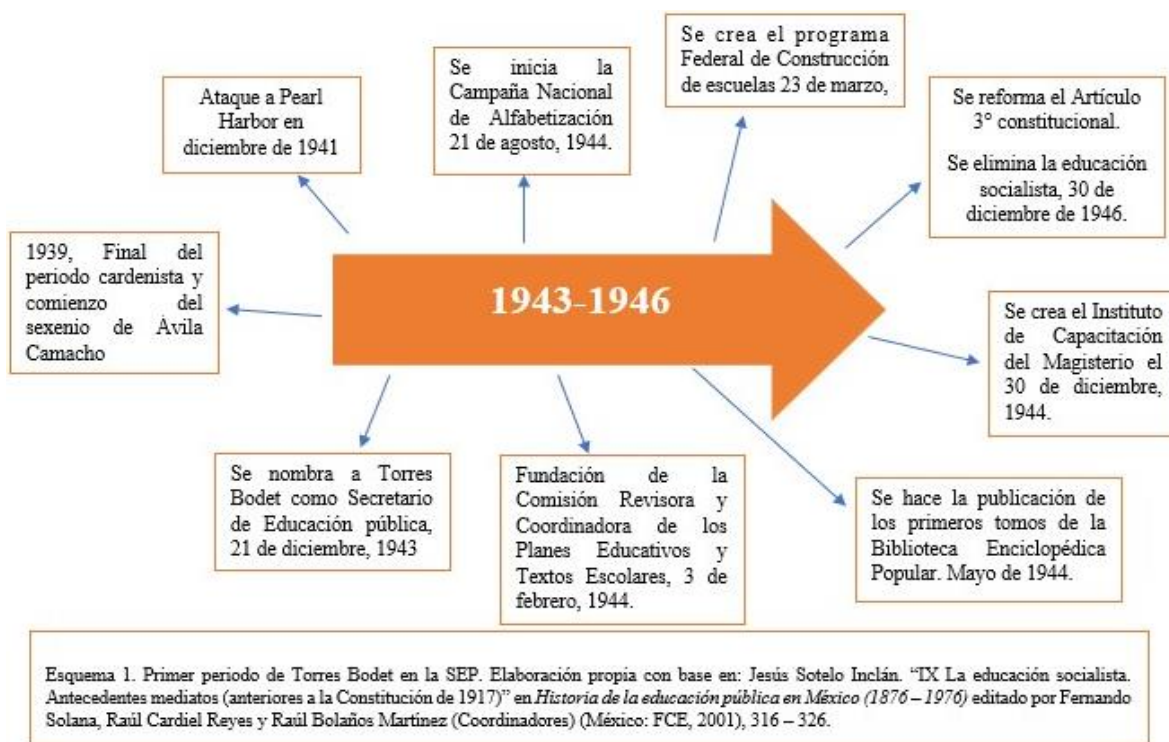 Ataque a Pearl
Harbor en
diciembre de 1941
Se inicia la
Campaña Nacional
de Alfabetización
21 de agosto, 1944.
Se crea el programa
Federal de Construcción
de escuelas 23 de marzo,
Se reforma el Artículo
3° constitucional.
Se elimina la educación
socialista, 30 de
diciembre de 1946.
1939, Final del
periodo cardenista y
comienzo del
sexenio de Ávila
Camacho
1943-1946
Se crea el Instituto
de Capacitación
del Magisterio el
30 de diciembre,
1944.
Se nombra a Torres
Bodet como Secretario
de Educación pública,
21 de diciembre, 1943
Fundación de la
Comisión Revisora y
Coordinadora de los
Planes Educativos y
Textos Escolares, 3 de
febrero, 1944.
Se hace la publicación de
los primeros tomos de la
Biblioteca Enciclopédica
Popular. Mayo de 1944.
Esquema 1. Primer periodo de Torres Bodet en la SEP. Elaboración propia con base en: Jesús Sotelo Inclán. “IX La educación socialista.
Antecedentes mediatos (anteriores a la Constitución de 1917)” en Historia de la educación pública en México (1876 – 1976) editado por Fernando
Solana, Raúl Cardiel Reyes y Raúl Bolaños Martínez (Coordinadores) (México: FCE, 2001), 316 – 326.